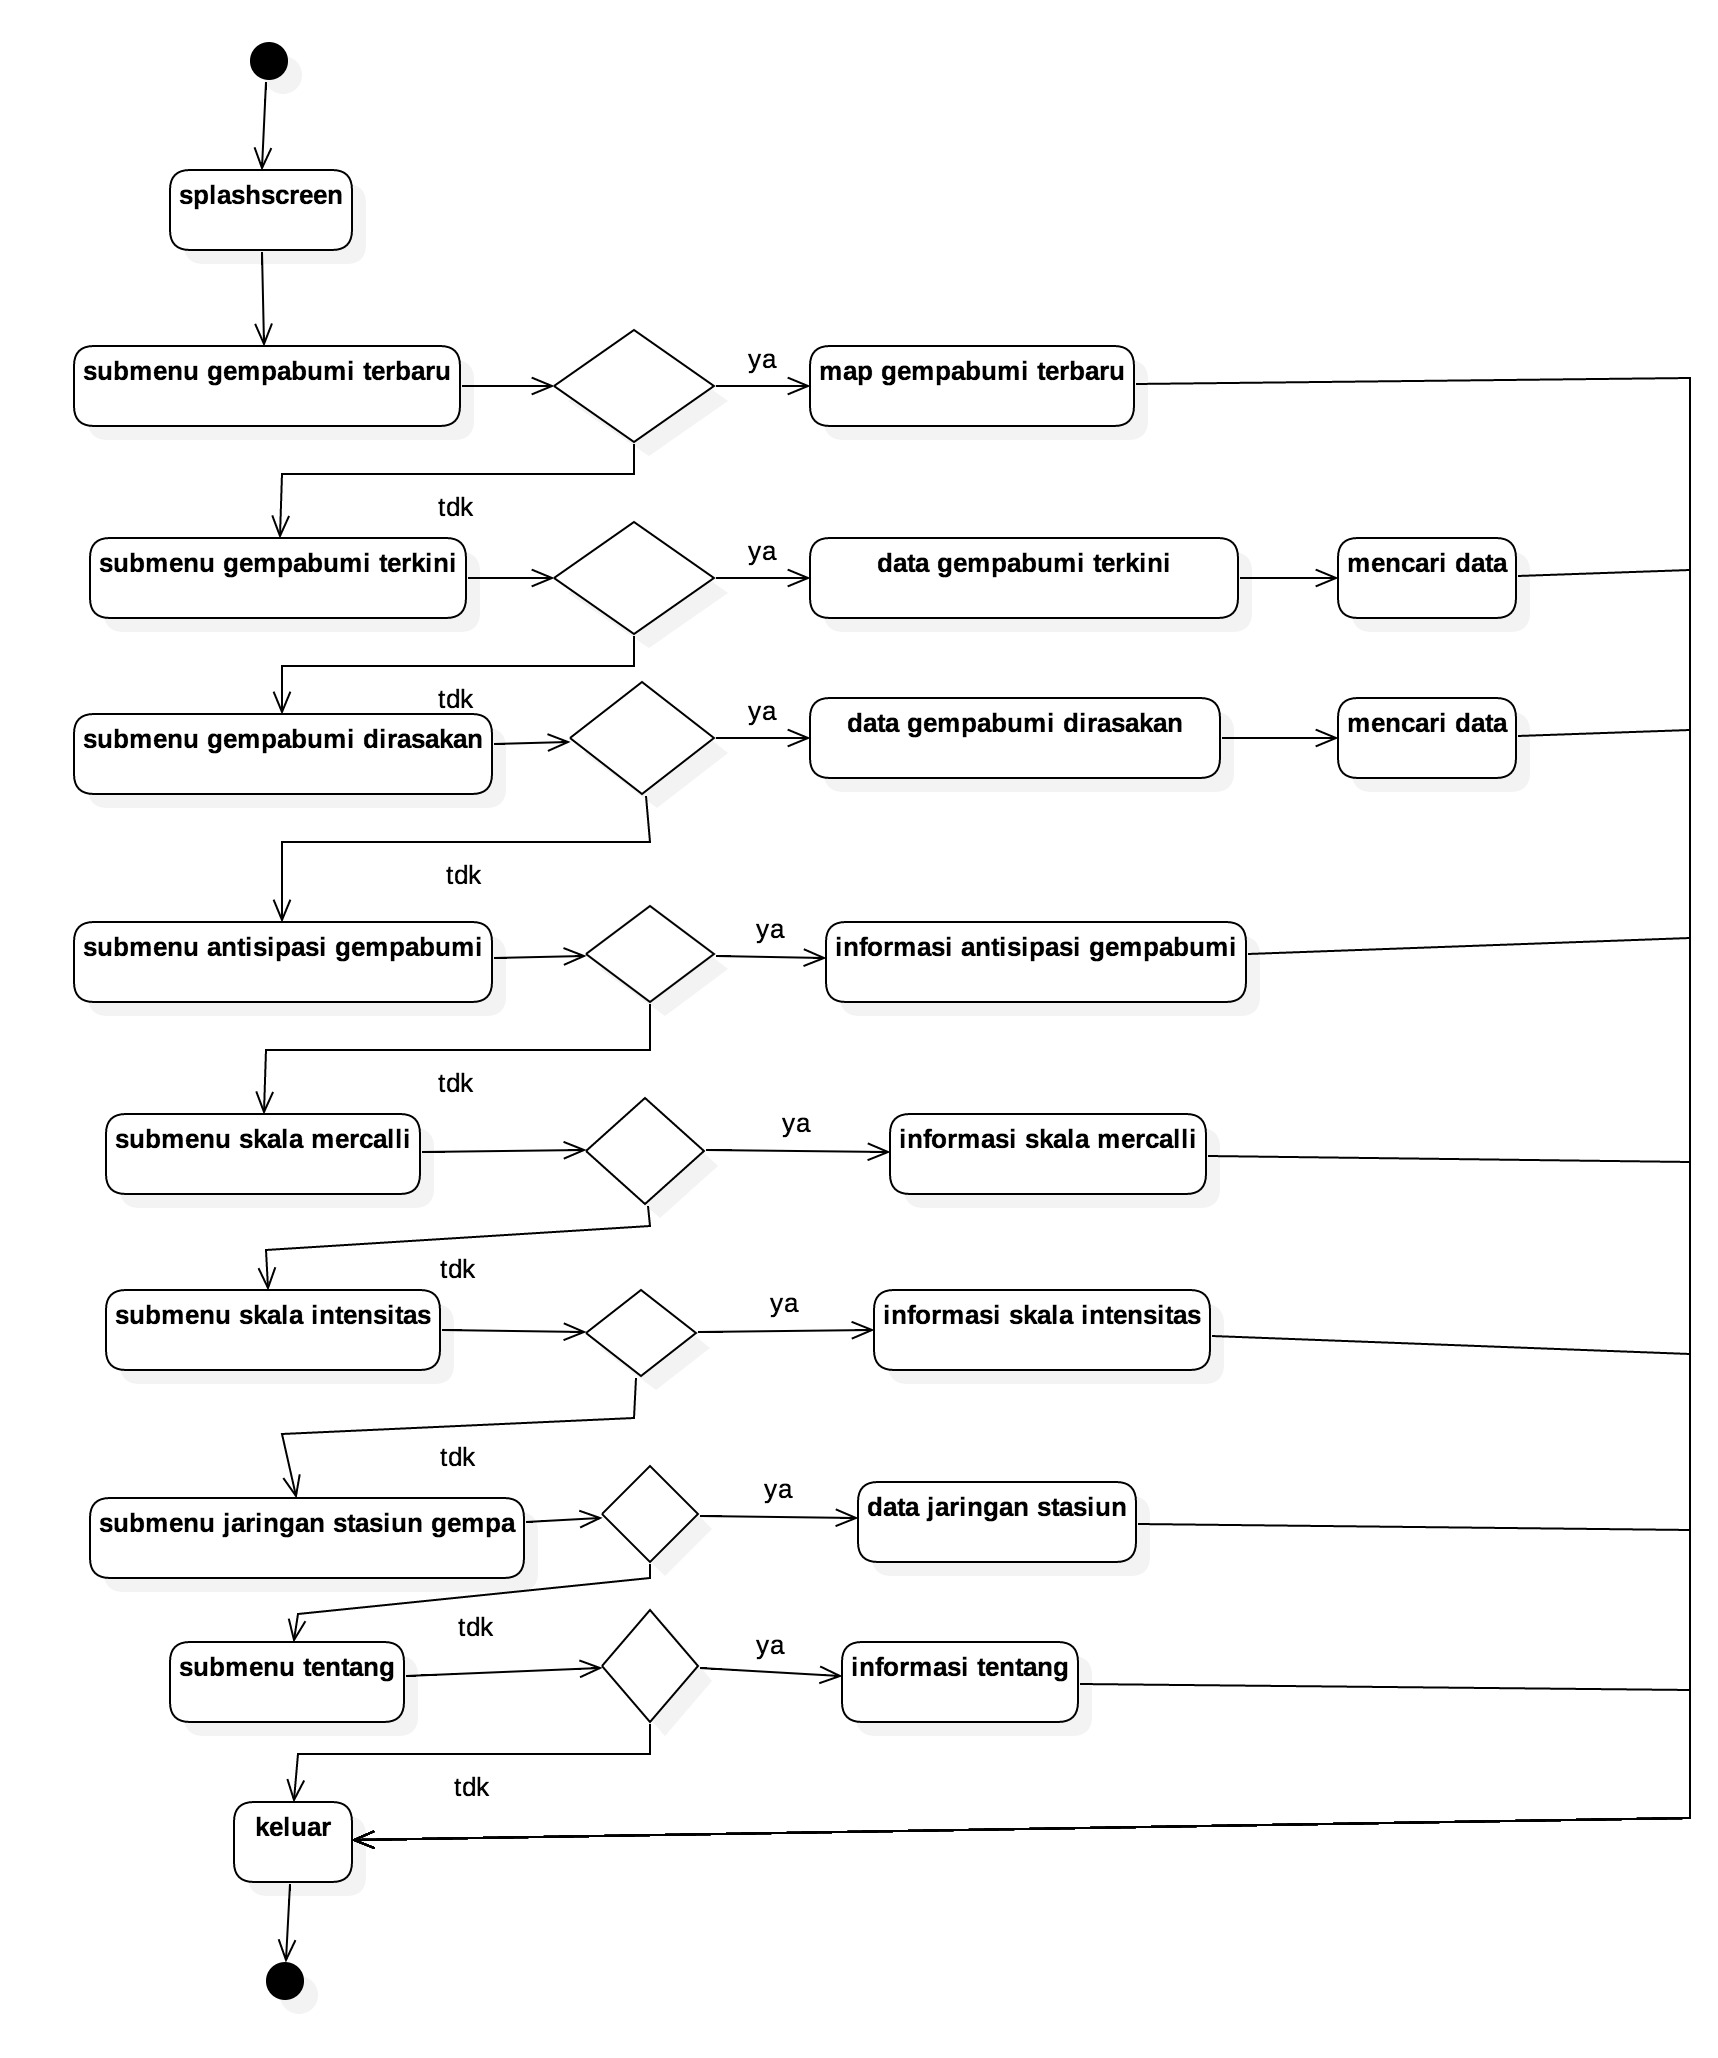 splashscreen
submenu gempabumi terbaru
ya
map gempabumi terbaru
tdk
submenu gempabumi terkini
ya
data gempabumi terkini
mencari data
tdk
submenu gempabumi dirasakan
ya
data gempabumi dirasakan
mencari data
tdk
submenu antisipasi gempabumi
ya
informasi antisipasi gempabumi
tdk
submenu skala mercalli
ya
informasi skala mercalli
tdk
submenu skala intensitas
ya
informasi skala intensitas
tdk
submenu jaringan stasiun gempa
ya
data jaringan stasiun
tdk
submenu tentang
ya
informasi tentang
tdk
keluar